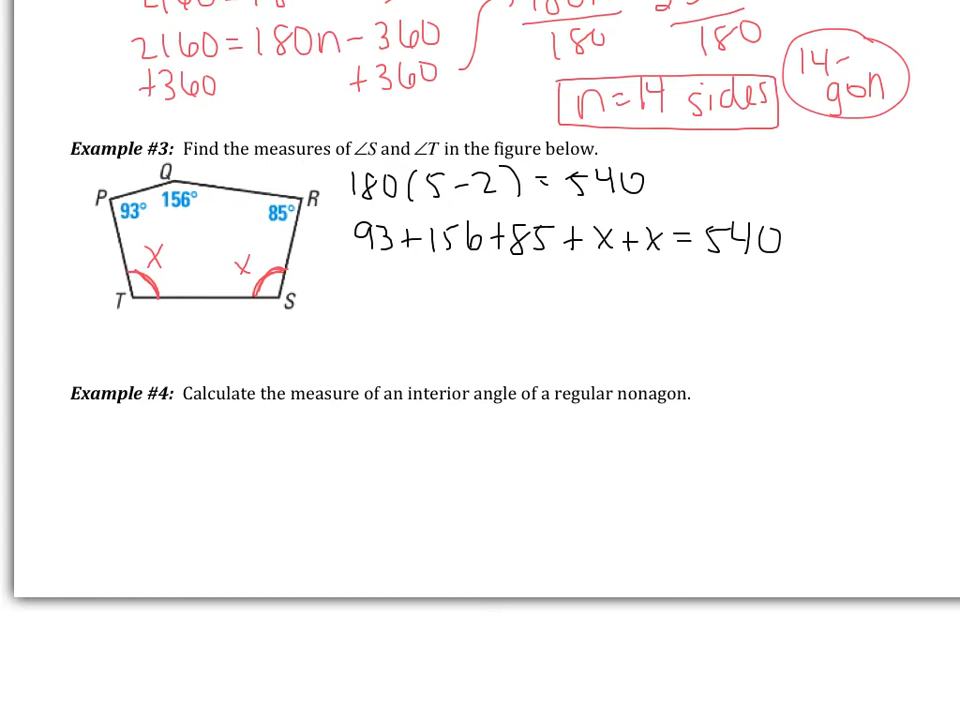 2160 = 180n - 360
+360 +360
180 180
n = 14 sides
14-
gon
Example #3: Find the measures of ∠S and ∠T in the figure below.
180(5-2) = 540
93+156+85+x+x = 540
Q
P
R
93°
156°
85°
x
x
T
S
Example #4: Calculate the measure of an interior angle of a regular nonagon.